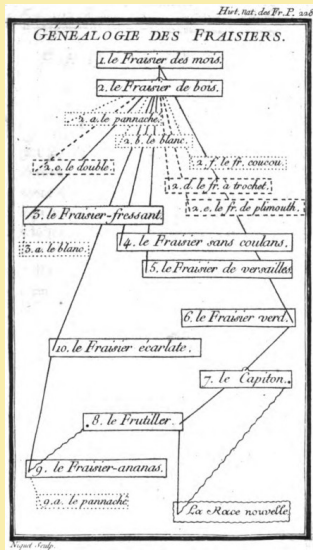 Hist. nat. des Fr. P. 228
GÉNÉALOGIE DES FRAISIERS.
1. le Fraisier des mois.
2. le Fraisier de bois.
2. a. le pannaché.
2. b. le blanc.
2. c. le double.
2. f. le fr. coucou.
2. d. le fr. à trochet.
2. e. le fr. de plimouth.
3. le Fraisier-fressant.
3. a. le blanc.
4. le Fraisier sans coulans.
5. le Fraisier de versailles
6. le Fraisier verd.
10. le Fraisier écarlate.
7. le Capiton.
8. le Frutiller.
9. le Fraisier-ananas.
9. a. le pannaché
La Race nouvelle
Niquet Sculp.